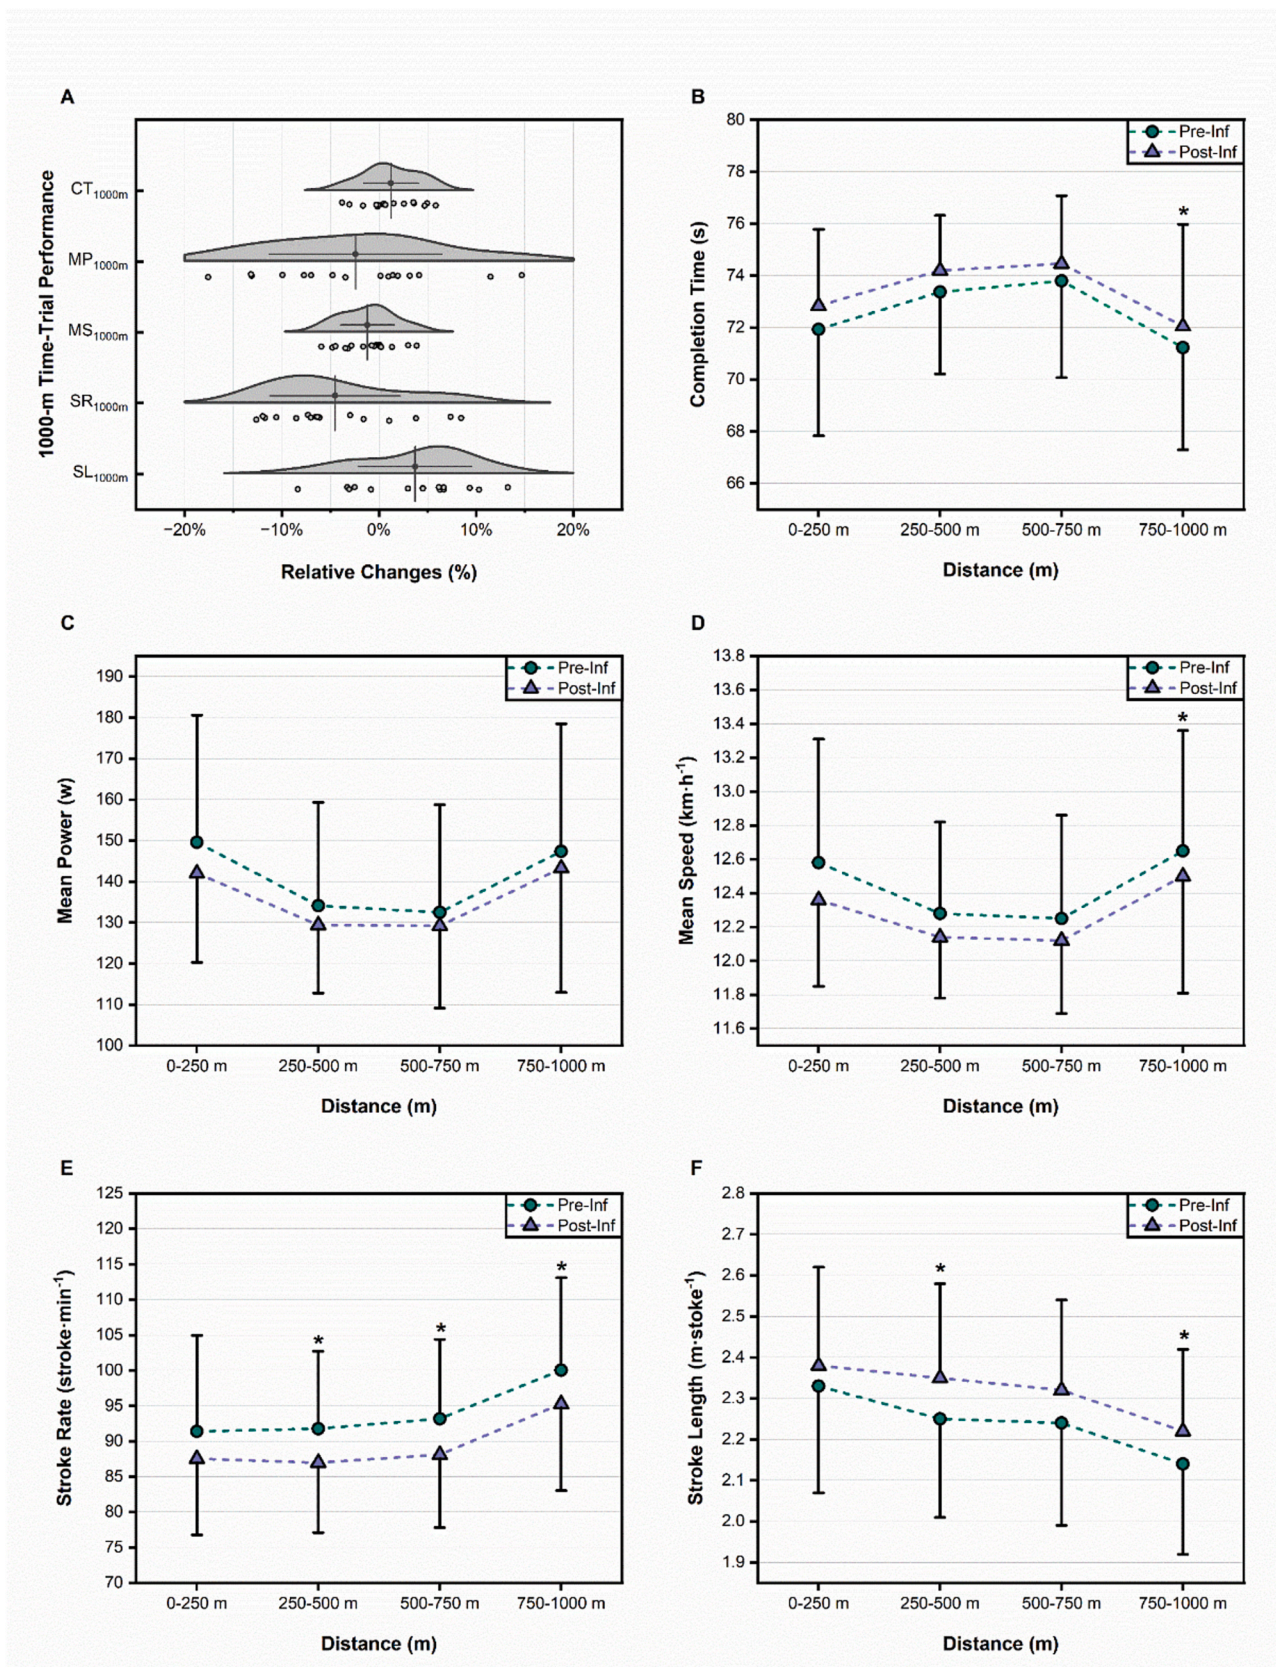 A
1000-m Time-Trial Performance
CT1000m
MP1000m
MS1000m
SR1000m
SL1000m
−20%
−10%
0%
10%
20%
Relative Changes (%)
B
Completion Time (s)
80
78
76
74
72
70
68
66
Pre-Inf
Post-Inf
*
0-250 m
250-500 m
500-750 m
750-1000 m
Distance (m)
C
Mean Power (w)
190
180
170
160
150
140
130
120
110
100
Pre-Inf
Post-Inf
0-250 m
250-500 m
500-750 m
750-1000 m
Distance (m)
D
Mean Speed (km·h-1)
13.8
13.6
13.4
13.2
13.0
12.8
12.6
12.4
12.2
12.0
11.8
11.6
Pre-Inf
Post-Inf
*
0-250 m
250-500 m
500-750 m
750-1000 m
Distance (m)
E
Stroke Rate (stroke·min-1)
125
120
115
110
105
100
95
90
85
80
75
70
Pre-Inf
Post-Inf
*
*
*
0-250 m
250-500 m
500-750 m
750-1000 m
Distance (m)
F
Stroke Length (m·stoke-1)
2.8
2.7
2.6
2.5
2.4
2.3
2.2
2.1
2.0
1.9
Pre-Inf
Post-Inf
*
*
0-250 m
250-500 m
500-750 m
750-1000 m
Distance (m)